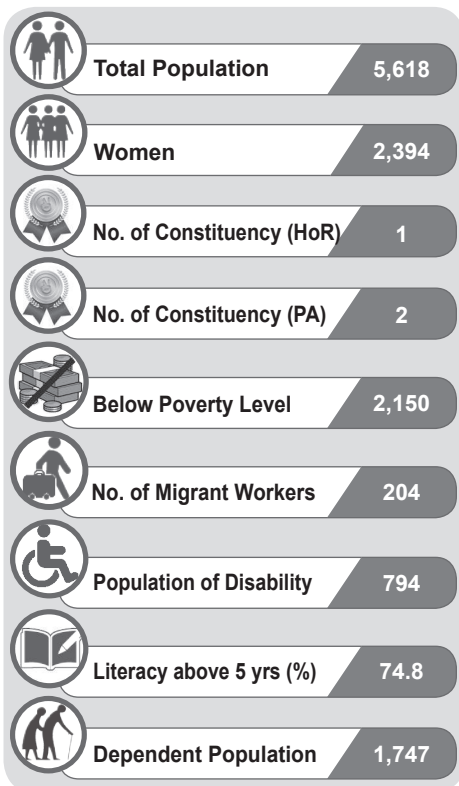 Total Population 5,618
Women 2,394
No. of Constituency (HoR) 1
No. of Constituency (PA) 2
Below Poverty Level 2,150
No. of Migrant Workers 204
Population of Disability 794
Literacy above 5 yrs (%) 74.8
Dependent Population 1,747